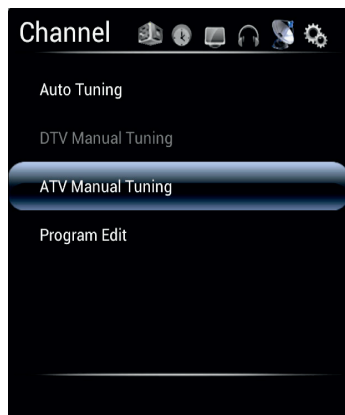 Channel
Auto Tuning
DTV Manual Tuning
ATV Manual Tuning
Program Edit